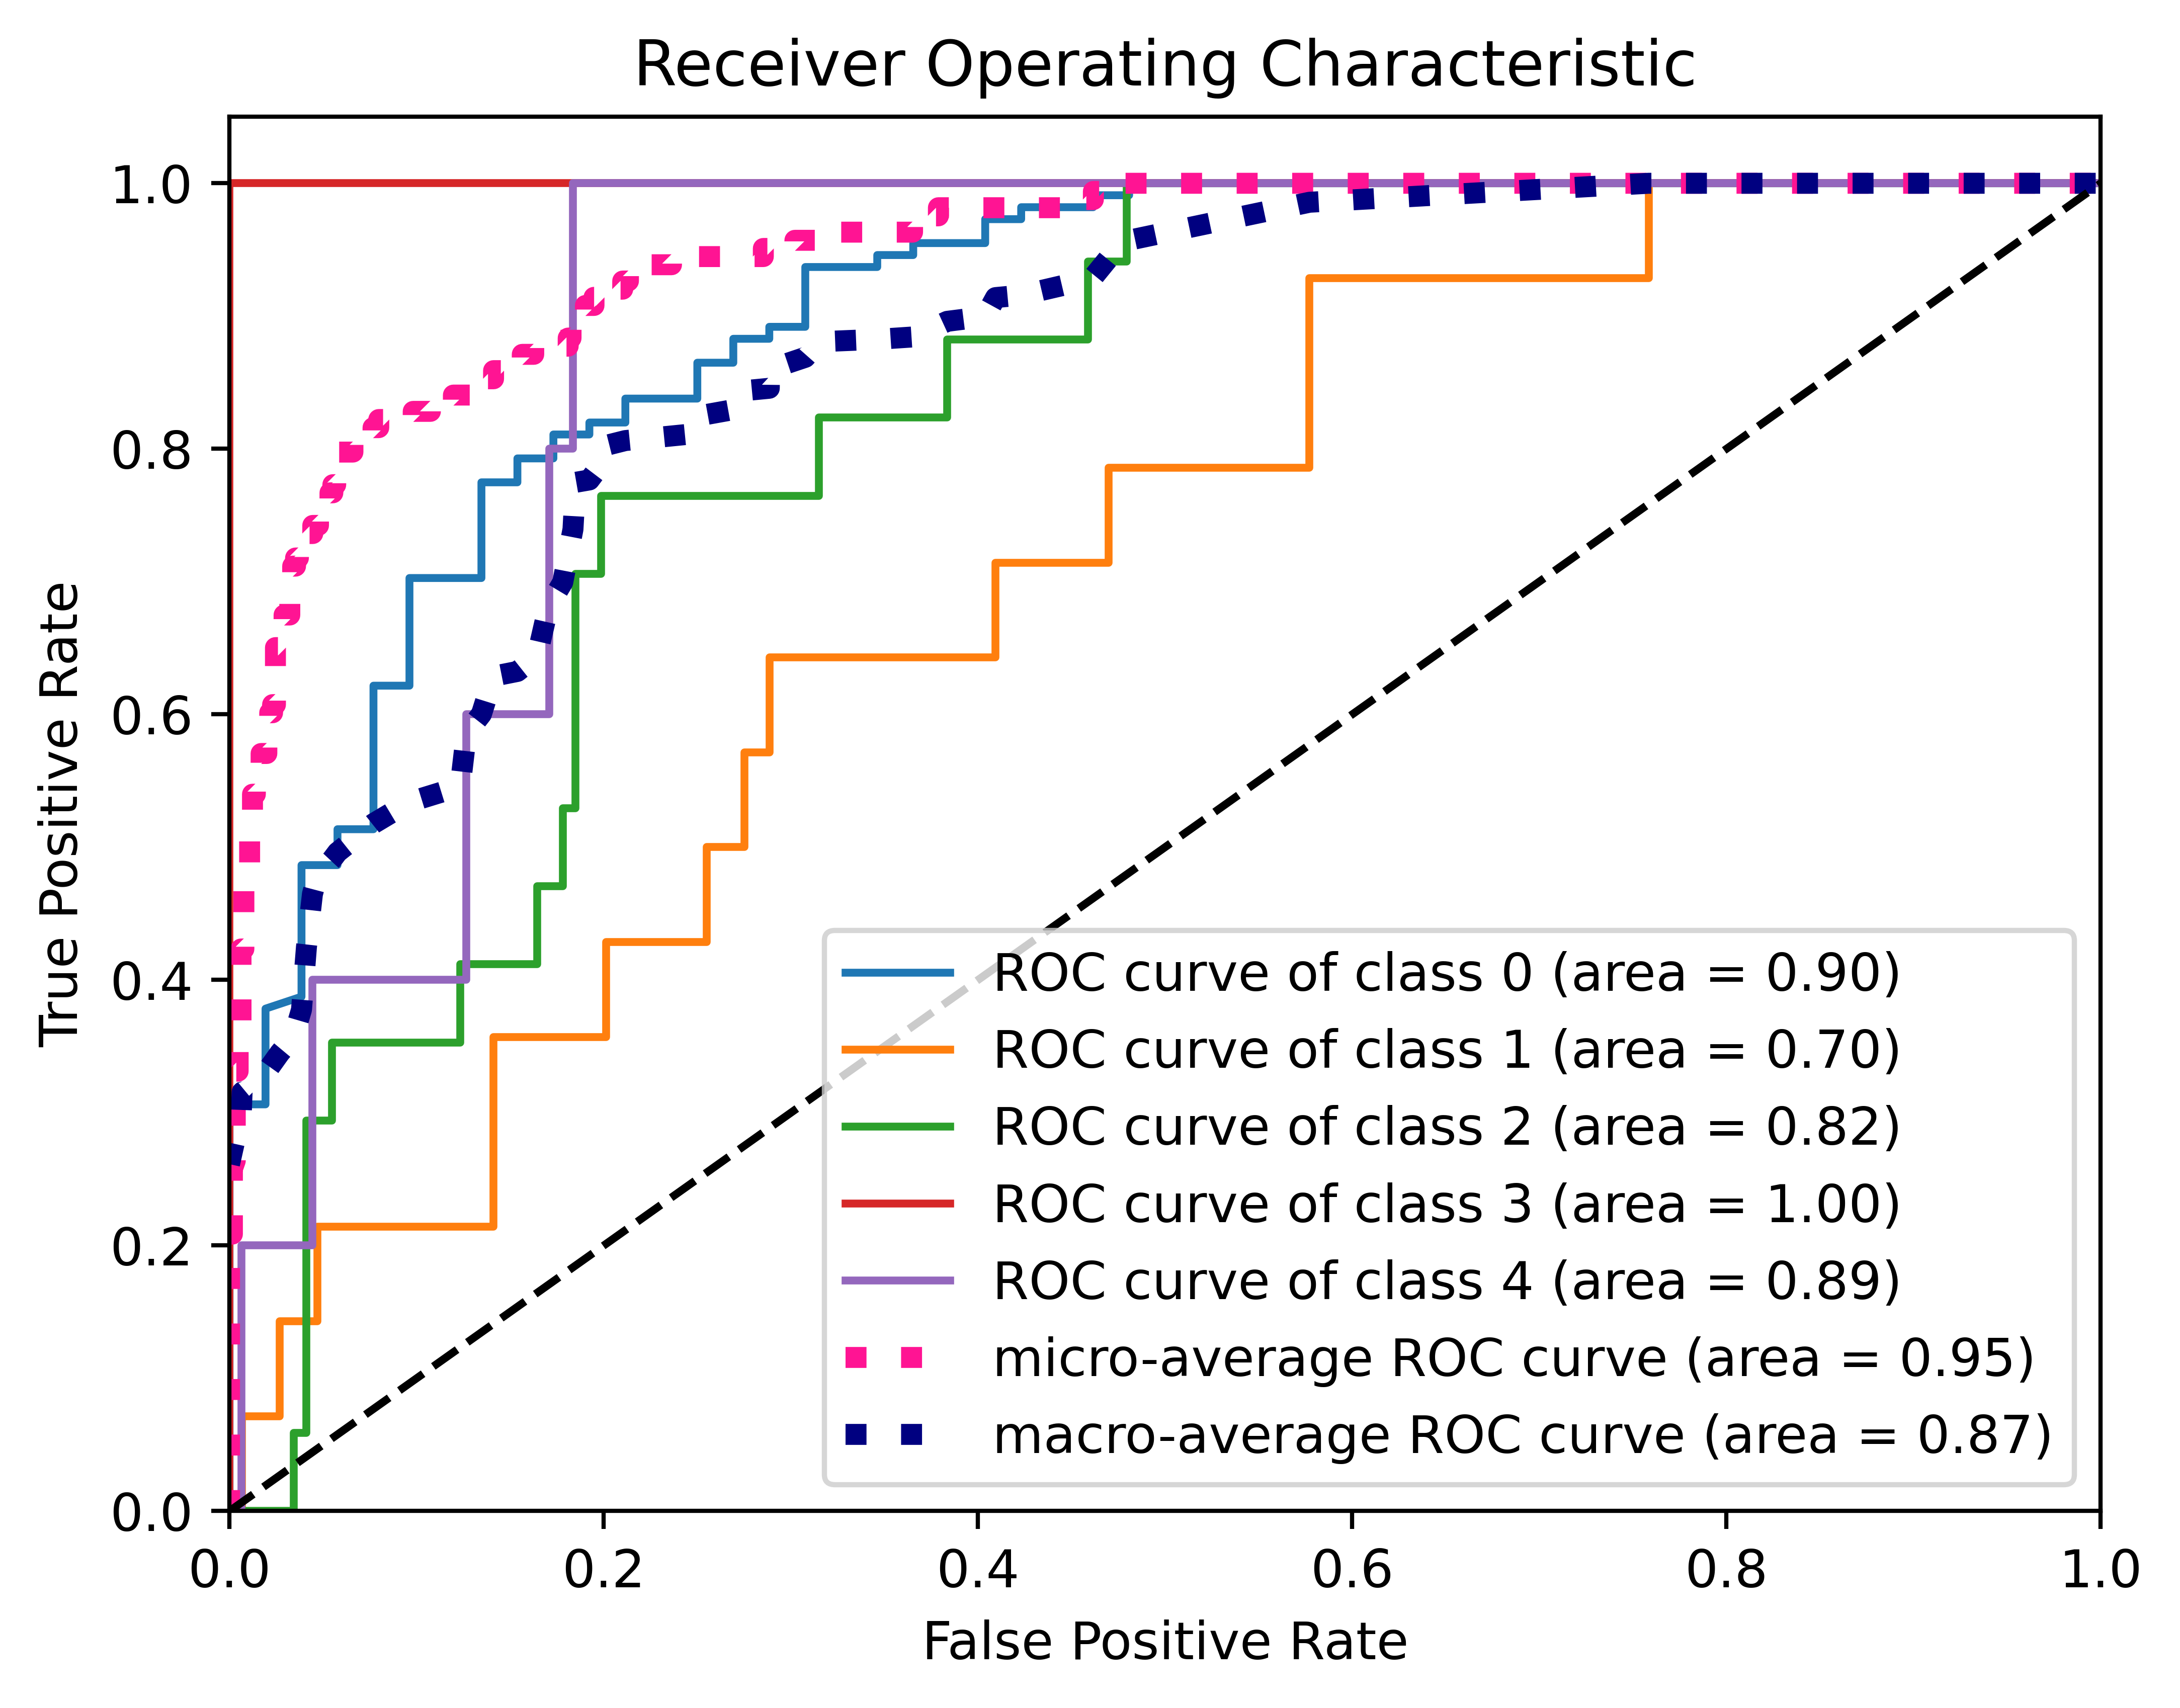 Receiver Operating Characteristic
True Positive Rate
1.0
0.8
0.6
0.4
0.2
0.0
ROC curve of class 0 (area = 0.90)
ROC curve of class 1 (area = 0.70)
ROC curve of class 2 (area = 0.82)
ROC curve of class 3 (area = 1.00)
ROC curve of class 4 (area = 0.89)
micro-average ROC curve (area = 0.95)
macro-average ROC curve (area = 0.87)
0.0 0.2 0.4 0.6 0.8 1.0
False Positive Rate